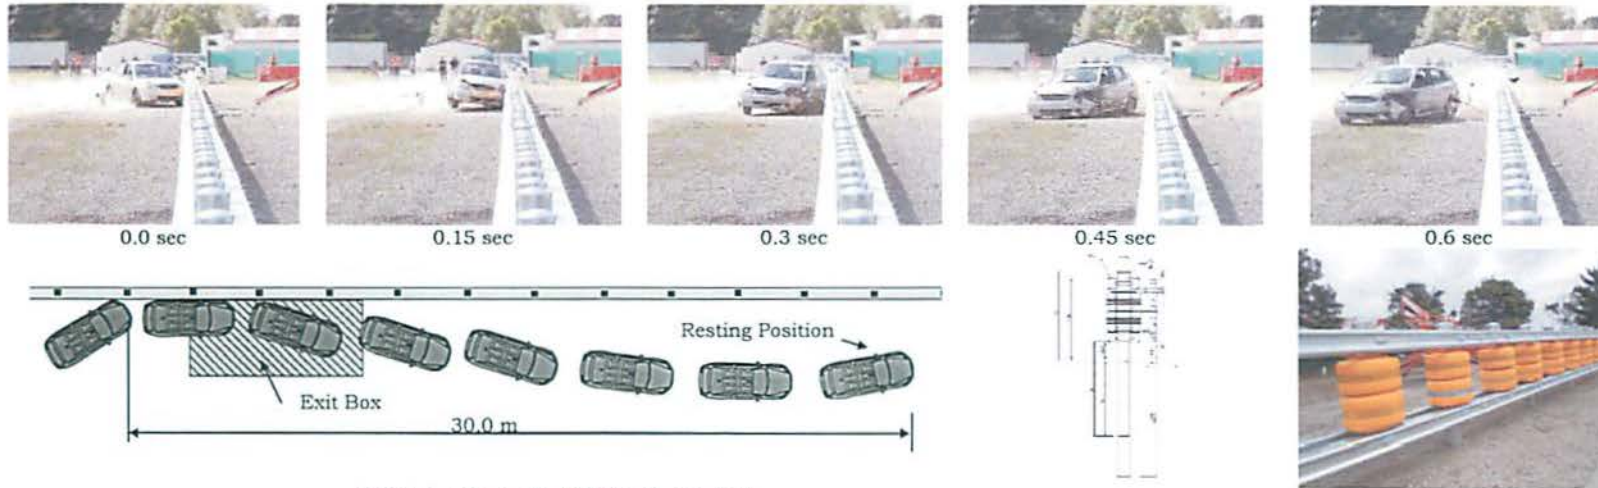 0.0 sec
0.15 sec
0.3 sec
0.45 sec
0.6 sec
Resting Position
Exit Box
30.0 m